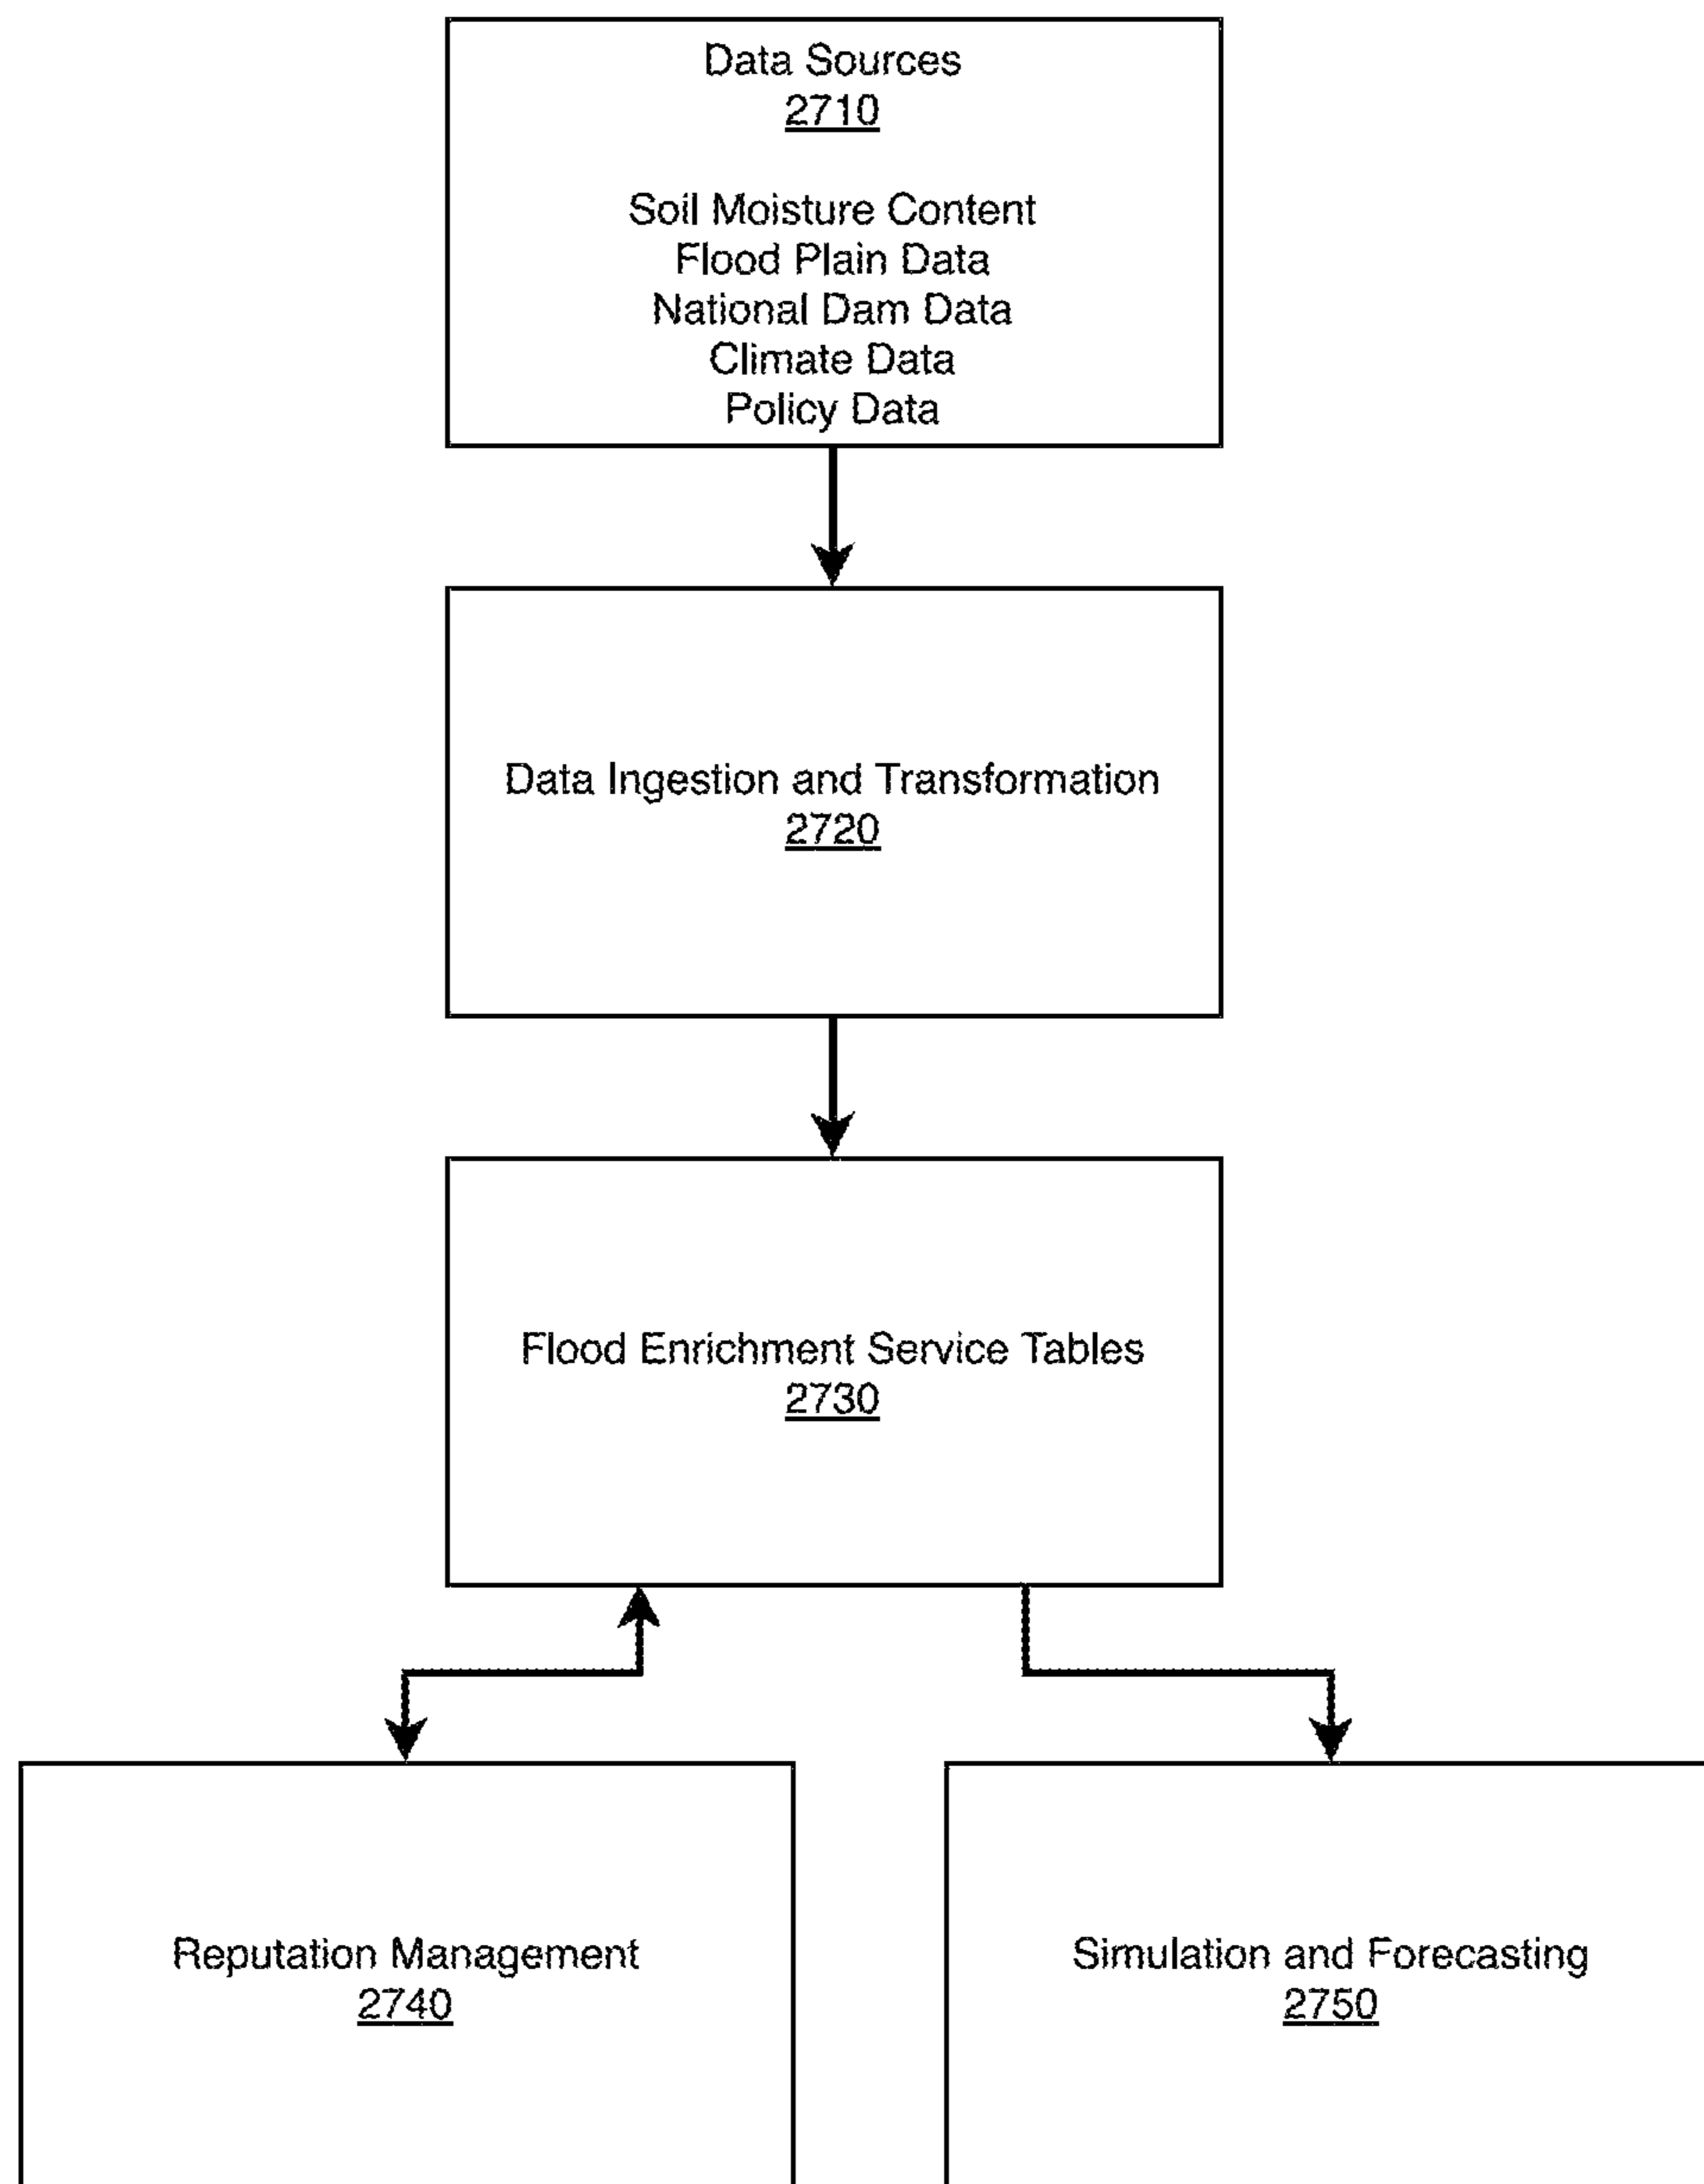 Data Sources
2710
Soil Moisture Content
Flood Plain Data
National Dam Data
Climate Data
Policy Data
Data Ingestion and Transformation
2720
Flood Enrichment Service Tables
2730
Reputation Management
2740
Simulation and Forecasting
2750